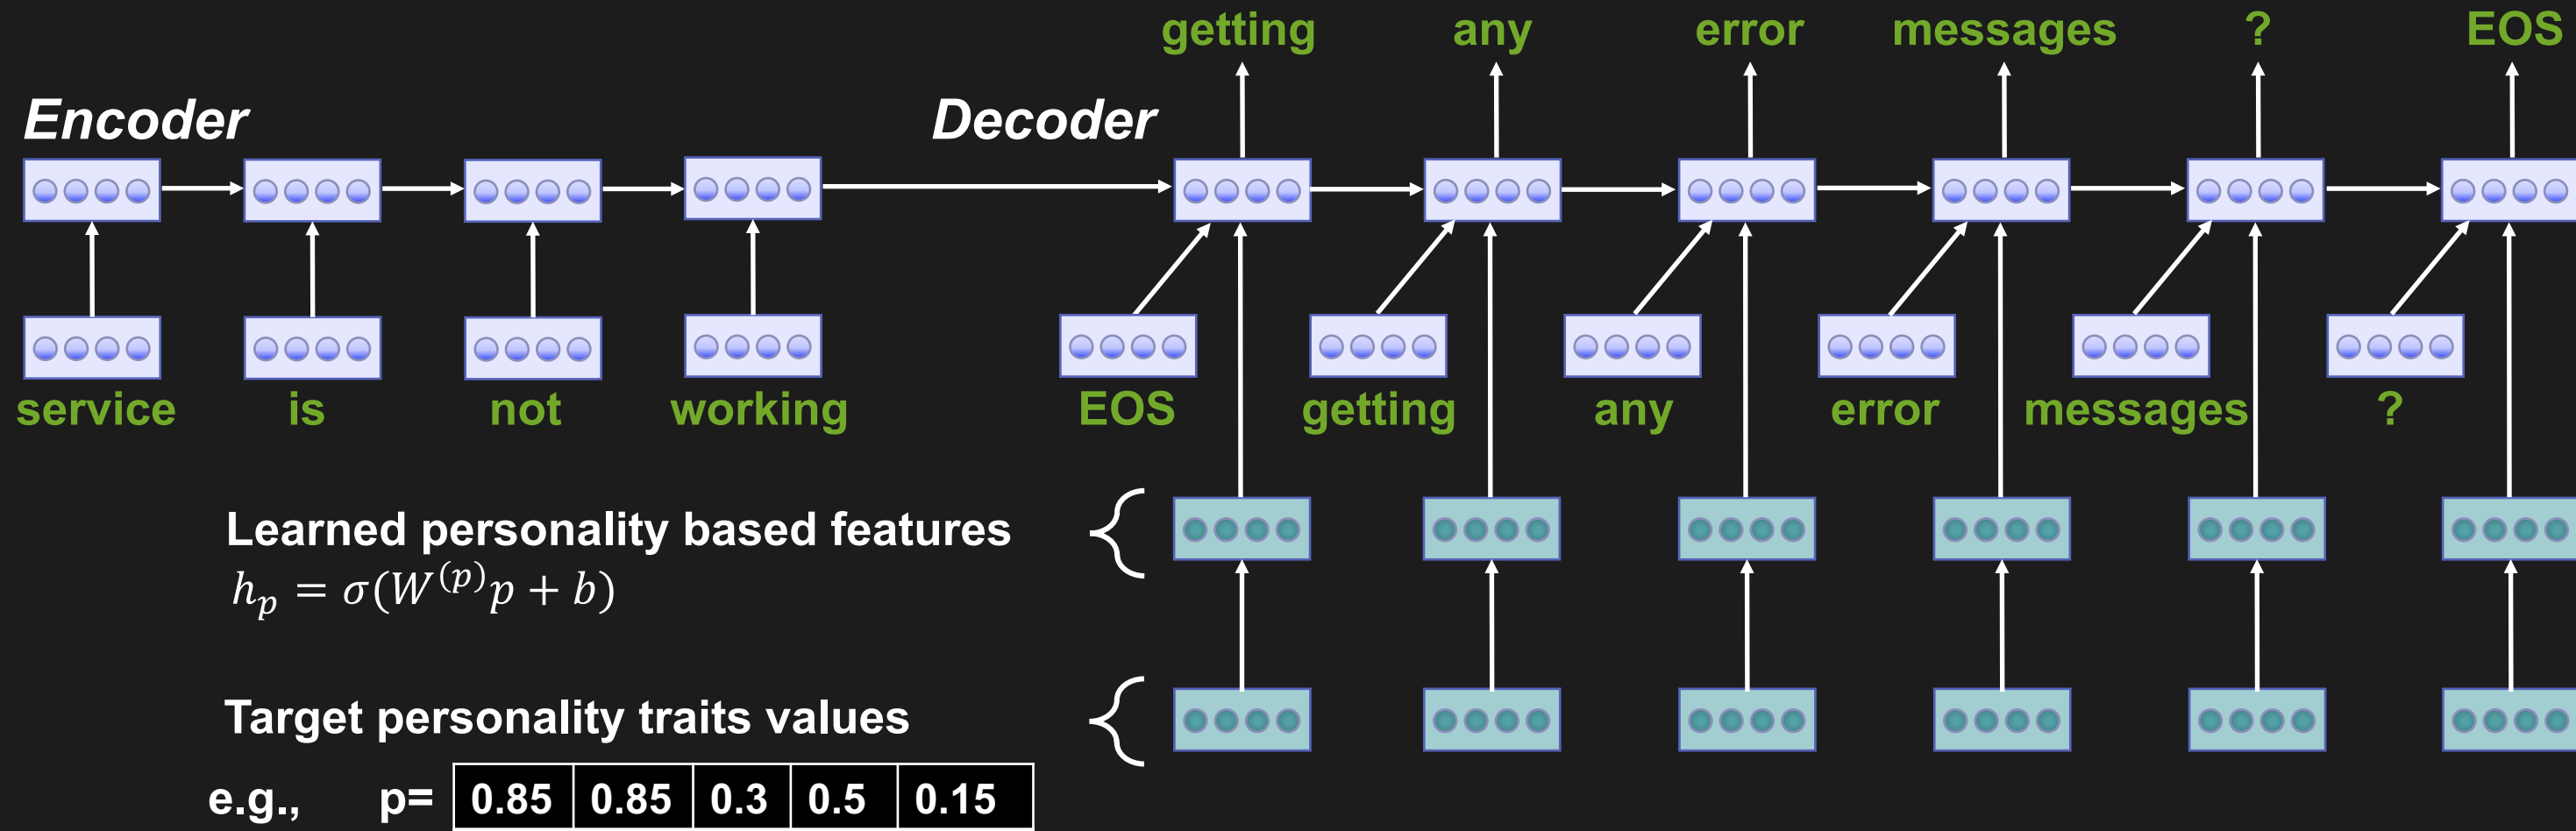 getting any error messages ? EOS
Encoder Decoder
service is not working EOS getting any error messages ?
Learned personality based features
h_p = σ(W^(p)p + b)
Target personality traits values
e.g., p= 0.85 0.85 0.3 0.5 0.15